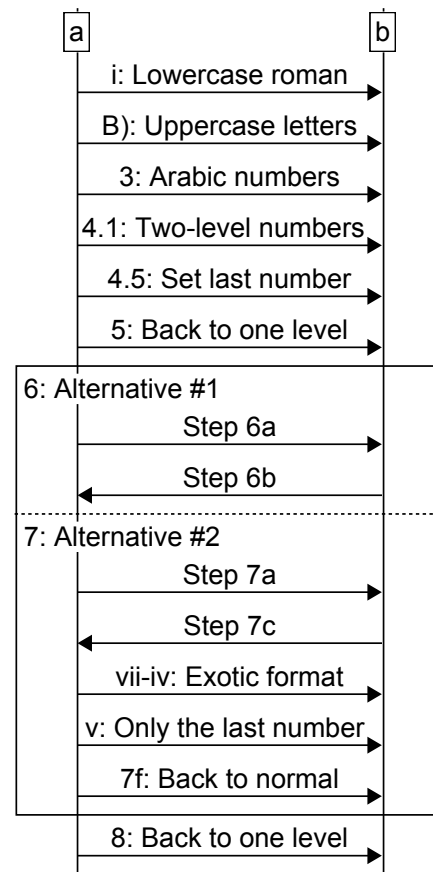 a b
i: Lowercase roman
B): Uppercase letters
3: Arabic numbers
4.1: Two-level numbers
4.5: Set last number
5: Back to one level
6: Alternative #1
Step 6a
Step 6b
7: Alternative #2
Step 7a
Step 7c
vii-iv: Exotic format
v: Only the last number
7f: Back to normal
8: Back to one level